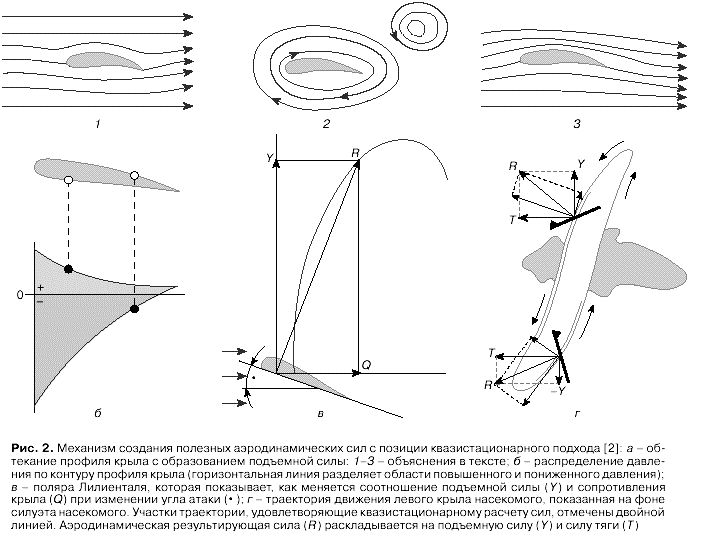 1
2
3
Y
R
Q
в
0
+
−
б
R
Y
T
T
R
−Y
г
Рис. 2. Механизм создания полезных аэродинамических сил с позиции квазистационарного подхода [2]: а – об-
текание профиля крыла с образованием подъемной силы: 1–3 – объяснения в тексте; б – распределение давле-
ния по контуру профиля крыла (горизонтальная линия разделяет области повышенного и пониженного давления);
в – поляра Лилиенталя, которая показывает, как меняется соотношение подъемной силы (Y) и сопротивления
крыла (Q) при изменении угла атаки (• ); г – траектория движения левого крыла насекомого, показанная на фоне
силуэта насекомого. Участки траектории, удовлетворяющие квазистационарному расчету сил, отмечены двойной
линией. Аэродинамическая результирующая сила (R) раскладывается на подъемную силу (Y) и силу тяги (T)